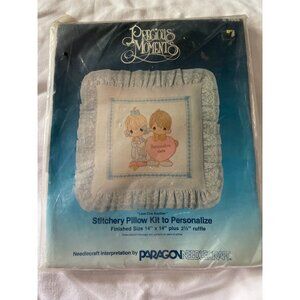 PRECIOUS
MOMENTS
"Love One Another"
Stitchery Pillow Kit to Personalize
Finished Size 14" x 14" plus 2½" ruffle
Needlecraft interpretation by PARAGON NEEDLECRAFT